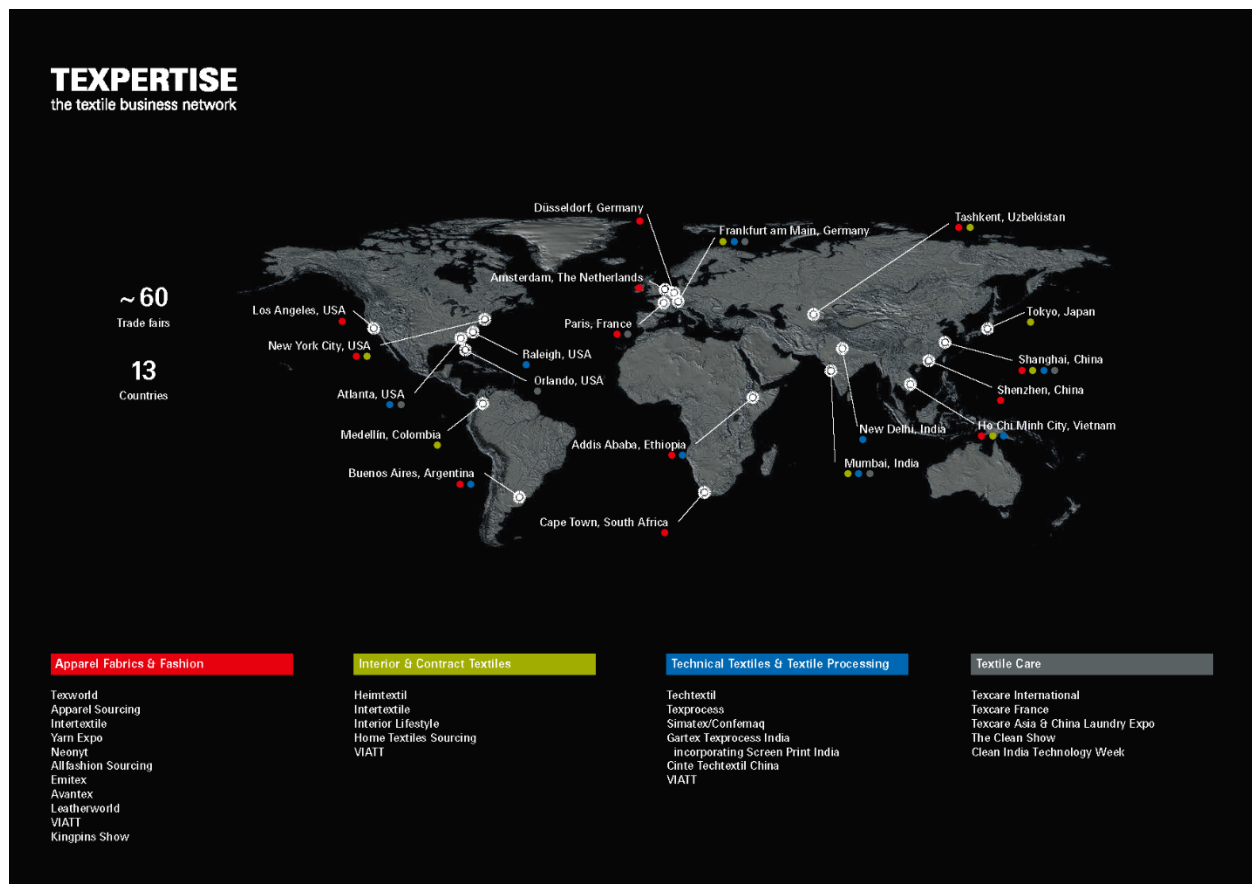 TEXPERTISE
the textile business network
Düsseldorf, Germany
Tashkent, Uzbekistan
Frankfurt am Main, Germany
Amsterdam, The Netherlands
~ 60
Trade fairs
Los Angeles, USA
Paris, France
Tokyo, Japan
New York City, USA
Raleigh, USA
Shanghai, China
13
Countries
Orlando, USA
Atlanta, USA
Shenzhen, China
Medellín, Colombia
Addis Ababa, Ethiopia
New Delhi, India
Ho Chi Minh City, Vietnam
Mumbai, India
Buenos Aires, Argentina
Cape Town, South Africa
Apparel Fabrics & Fashion
Texworld
Apparel Sourcing
Intertextile
Yarn Expo
Neonyt
Allfashion Sourcing
Emitex
Avantex
Leatherworld
VIATT
Kingpins Show
Interior & Contract Textiles
Heimtextil
Intertextile
Interior Lifestyle
Home Textiles Sourcing
VIATT
Technical Textiles & Textile Processing
Techtextil
Texprocess
Simatex/Confemaq
Gartex Texprocess India
incorporating Screen Print India
Cinte Techtextil China
VIATT
Textile Care
Texcare International
Texcare France
Texcare Asia & China Laundry Expo
The Clean Show
Clean India Technology Week